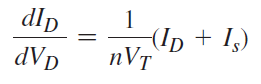 dI_D/dV_D = 1/(nV_T) (I_D + I_s)